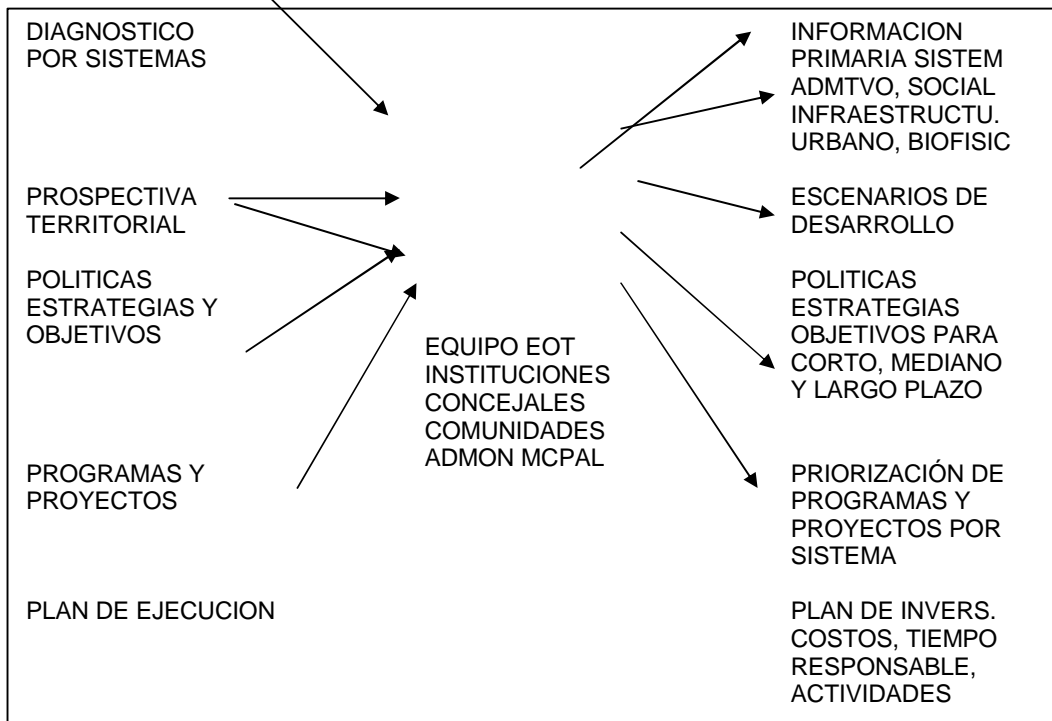 DIAGNOSTICO
POR SISTEMAS
PROSPECTIVA
TERRITORIAL
POLITICAS
ESTRATEGIAS Y
OBJETIVOS
PROGRAMAS Y
PROYECTOS
PLAN DE EJECUCION
EQUIPO EOT
INSTITUCIONES
CONCEJALES
COMUNIDADES
ADMON MCPAL
INFORMACION
PRIMARIA SISTEM
ADMTVO, SOCIAL
INFRAESTRUCTU.
URBANO, BIOFISIC
ESCENARIOS DE
DESARROLLO
POLITICAS
ESTRATEGIAS
OBJETIVOS PARA
CORTO, MEDIANO
Y LARGO PLAZO
PRIORIZACIÓN DE
PROGRAMAS Y
PROYECTOS POR
SISTEMA
PLAN DE INVERS.
COSTOS, TIEMPO
RESPONSABLE,
ACTIVIDADES